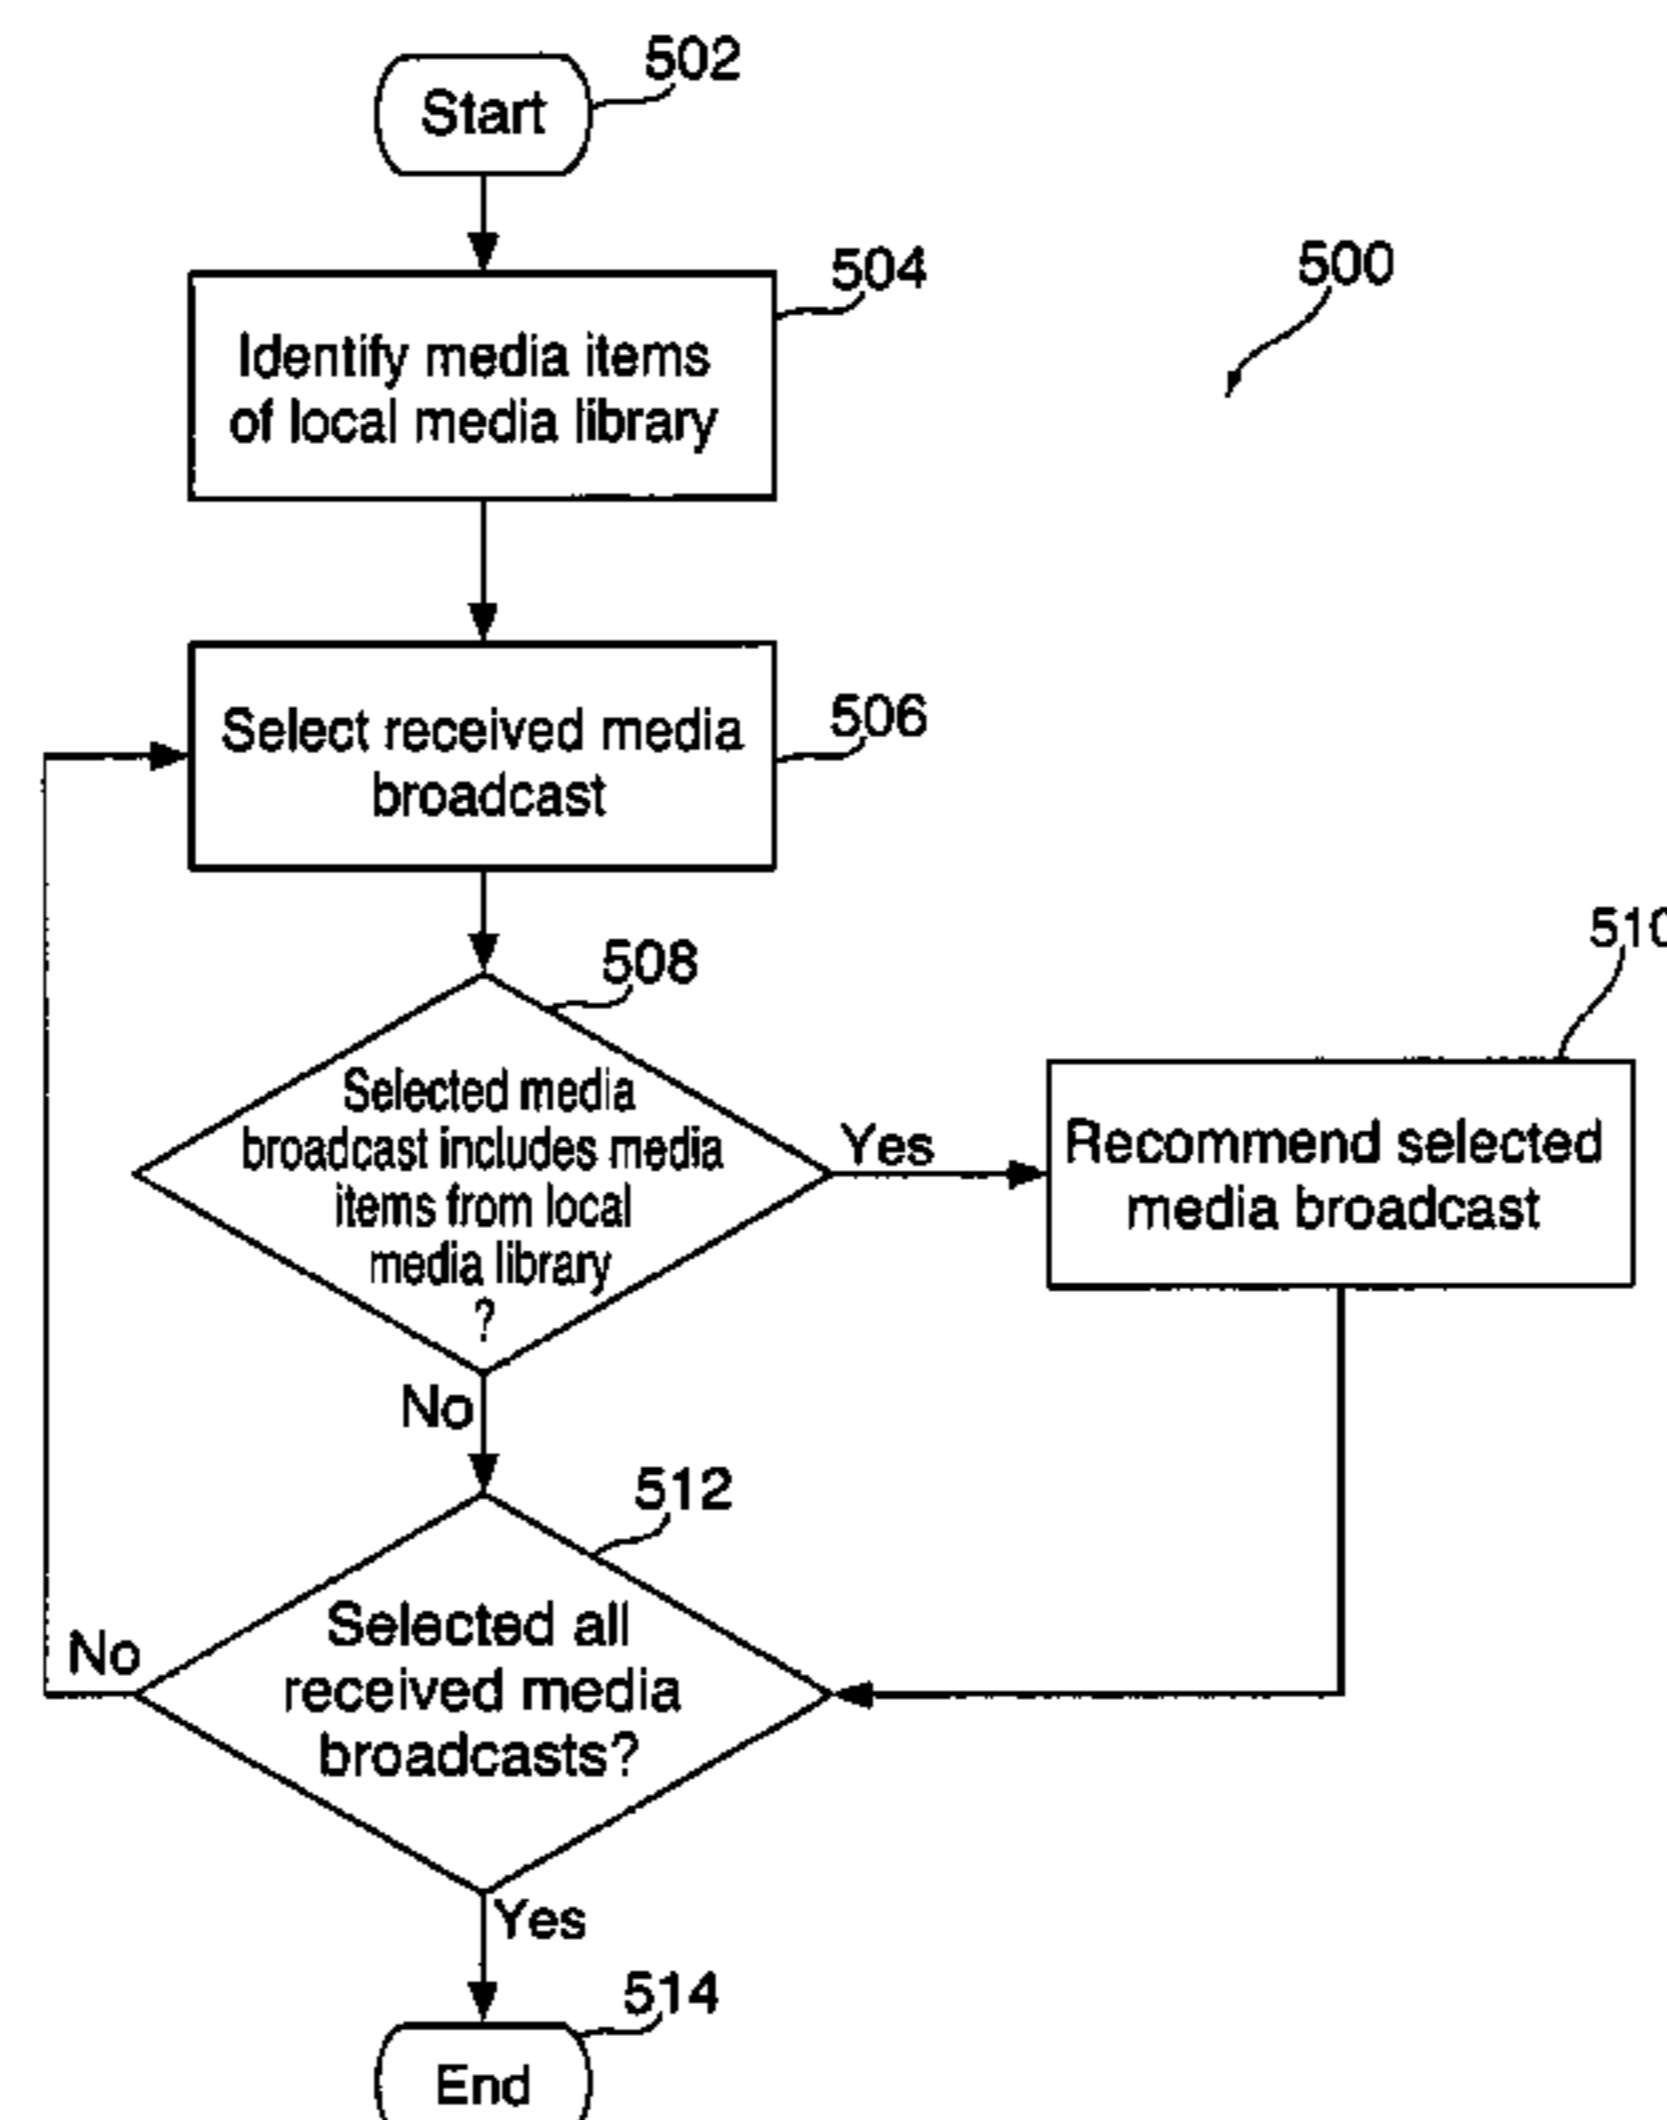 502
Start
504
500
Identify media items
of local media library
506
Select received media
broadcast
510
508
Selected media
broadcast includes media
items from local
media library
?
Yes
Recommend selected
media broadcast
No
512
Selected all
received media
broadcasts?
No
Yes
514
End